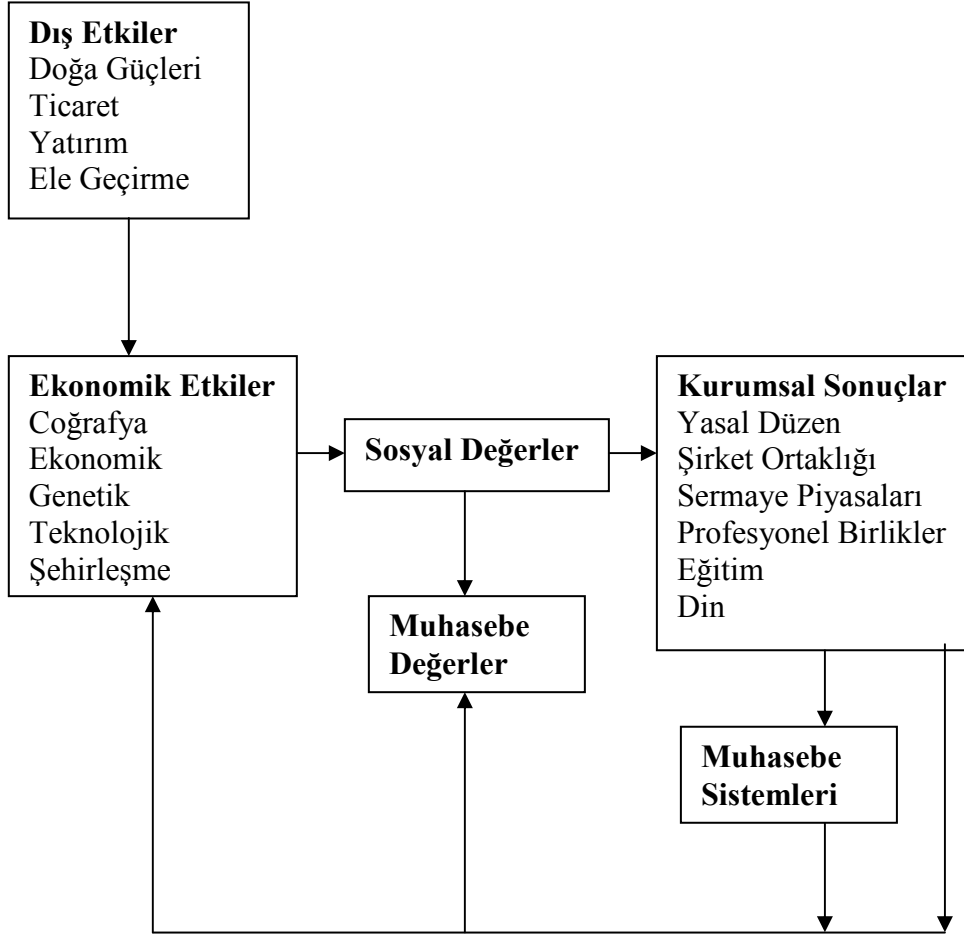 Dış Etkiler
Doğa Güçleri
Ticaret
Yatırım
Ele Geçirme
Ekonomik Etkiler
Coğrafya
Ekonomik
Genetik
Teknolojik
Şehirleşme
Sosyal Değerler
Muhasebe
Değerler
Kurumsal Sonuçlar
Yasal Düzen
Şirket Ortaklığı
Sermaye Piyasaları
Profesyonel Birlikler
Eğitim
Din
Muhasebe
Sistemleri